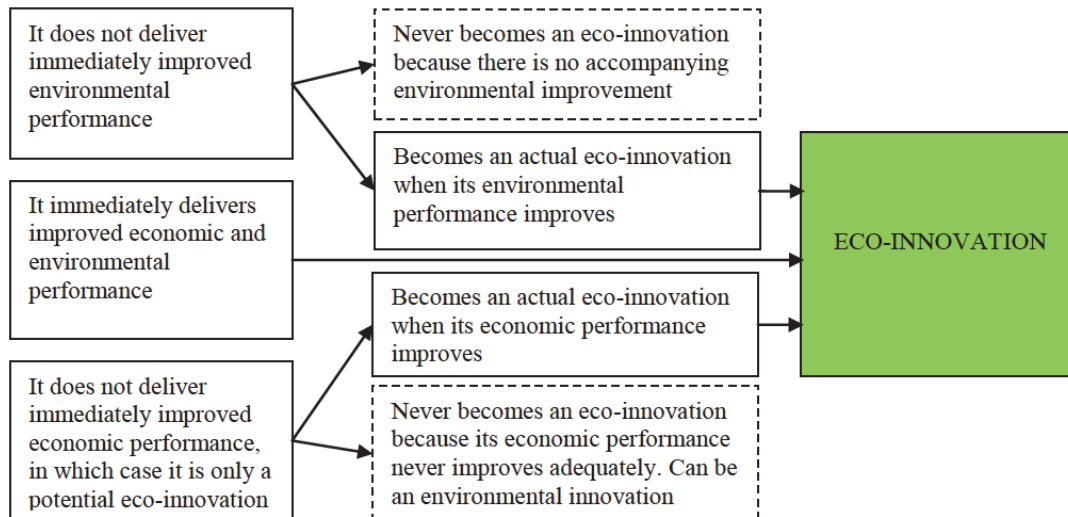 It does not deliver
immediately improved
environmental
performance
Never becomes an eco-innovation
because there is no accompanying
environmental improvement
Becomes an actual eco-innovation
when its environmental
performance improves
It immediately delivers
improved economic and
environmental
performance
ECO-INNOVATION
Becomes an actual eco-innovation
when its economic performance
improves
It does not deliver
immediately improved
economic performance,
in which case it is only a
potential eco-innovation
Never becomes an eco-innovation
because its economic performance
never improves adequately. Can be
an environmental innovation